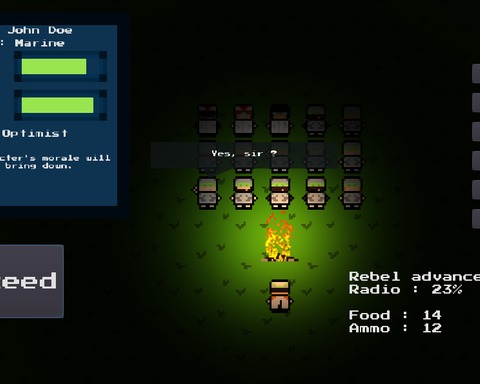 John Doe
: Marine
Optimist
cter's morale will
bring down.
Yes, sir ?
eed
Rebel advance
Radio : 23%
Food : 14
Ammo : 12